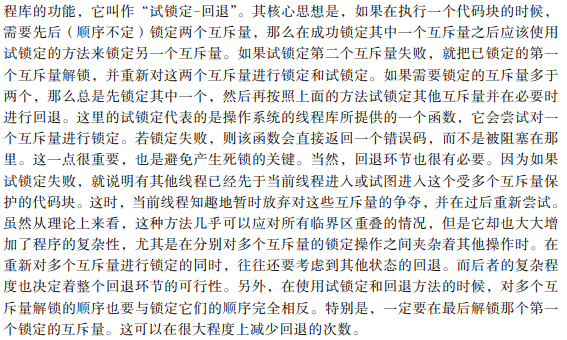 程库的功能，它叫作“试锁定-回退”。其核心思想是，如果在执行一个代码块的时候，
需要先后（顺序不定）锁定两个互斥量，那么在成功锁定其中一个互斥量之后应该使用
试锁定的方法来锁定另一个互斥量。如果试锁定第二个互斥量失败，就把已锁定的第一
个互斥量解锁，并重新对这两个互斥量进行锁定和试锁定。如果需要锁定的互斥量多于
两个，那么总是先锁定其中一个，然后再按照上面的方法试锁定其他互斥量并在必要时
进行回退。这里的试锁定代表的是操作系统的线程库所提供的一个函数，它会尝试对一
个互斥量进行锁定。若锁定失败，则该函数会直接返回一个错误码，而不是被阻塞在那
里。这一点很重要，也是避免产生死锁的关键。当然，回退环节也很有必要。因为如果
试锁定失败，就说明有其他线程已经先于当前线程进入或试图进入这个受多个互斥量保
护的代码块。这时，当前线程知趣地暂时放弃对这些互斥量的争夺，并在过后重新尝试。
虽然从理论上来看，这种方法几乎可以应对所有临界区重叠的情况，但是它却也大大增
加了程序的复杂性，尤其是在分别对多个互斥量的锁定操作之间夹杂着其他操作时。在
重新对多个互斥量进行锁定的同时，往往还要考虑到其他状态的回退。而后者的复杂程
度也决定着整个回退环节的可行性。另外，在使用试锁定和回退方法的时候，对多个互
斥量解锁的顺序也要与锁定它们的顺序完全相反。特别是，一定要在最后解锁那个第一
个锁定的互斥量。这可以在很大程度上减少回退的次数。